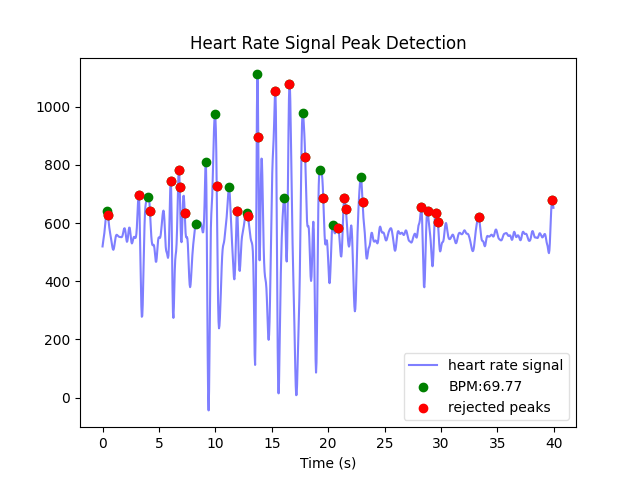 Heart Rate Signal Peak Detection
1000
800
600
400
200
0
heart rate signal
BPM:69.77
rejected peaks
0 5 10 15 20 25 30 35 40
Time (s)